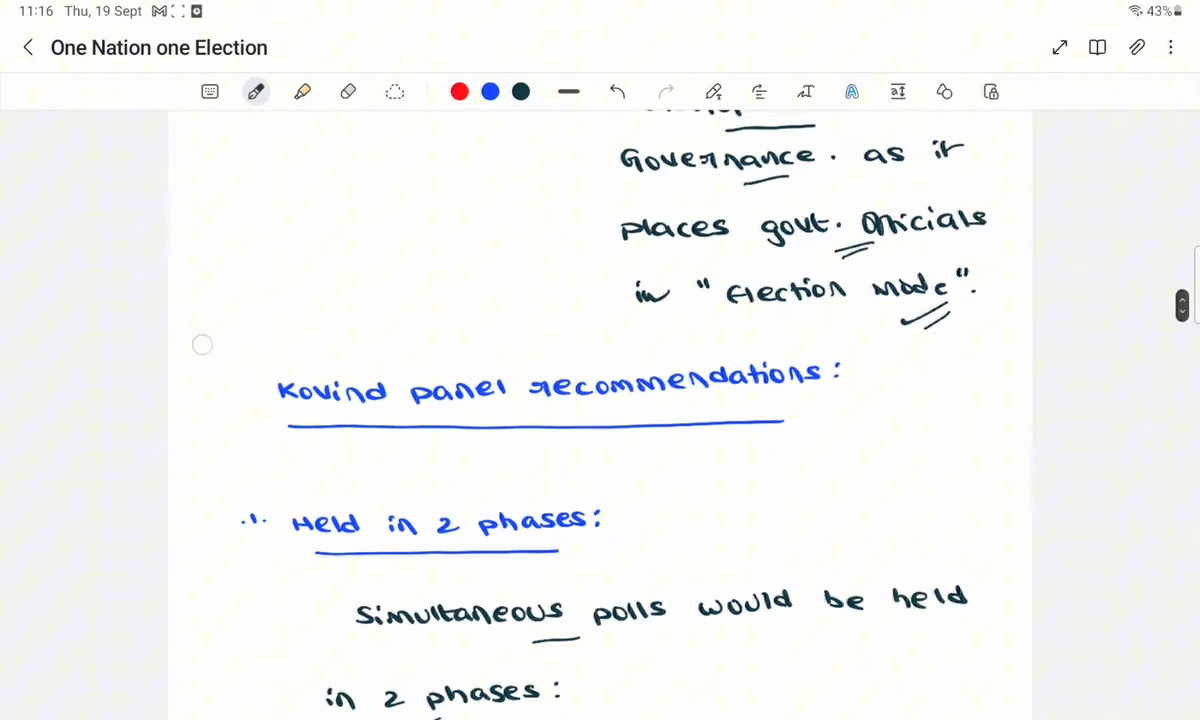 11:16 Thu, 19 Sept 43%
One Nation one Election
Governance. as it
places govt. Officials
in "Election Mode".
Kovind panel recommendations:
.1. Held in 2 phases:
Simultaneous polls would be held
in 2 phases: